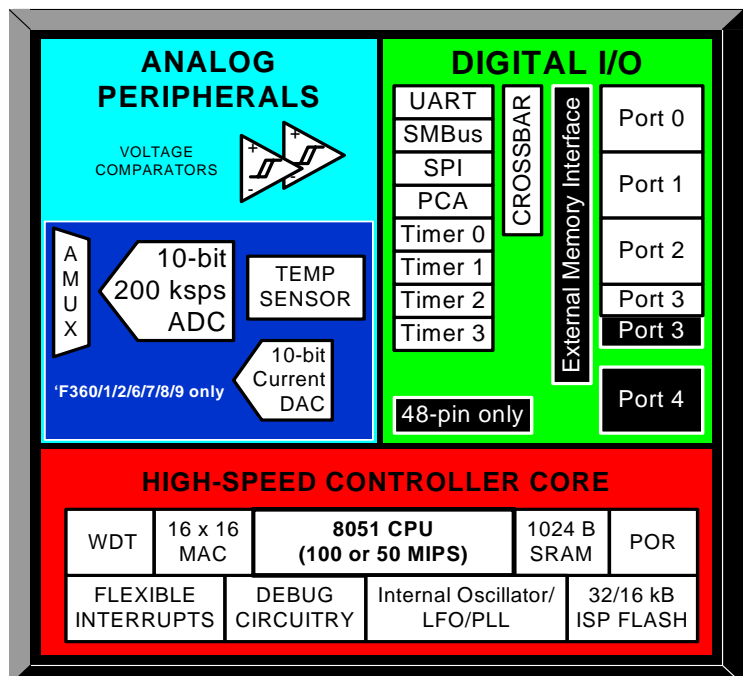 ANALOG
PERIPHERALS
VOLTAGE
COMPARATORS
+
-
+
-
A
M
U
X
10-bit
200 ksps
ADC
TEMP
SENSOR
10-bit
Current
DAC
‘F360/1/2/6/7/8/9 only
DIGITAL I/O
UART
SMBus
SPI
PCA
Timer 0
Timer 1
Timer 2
Timer 3
CROSSBAR
External Memory Interface
Port 0
Port 1
Port 2
Port 3
Port 3
Port 4
48-pin only
HIGH-SPEED CONTROLLER CORE
WDT
16 x 16
MAC
8051 CPU
(100 or 50 MIPS)
1024 B
SRAM
POR
FLEXIBLE
INTERRUPTS
DEBUG
CIRCUITRY
Internal Oscillator/
LFO/PLL
32/16 kB
ISP FLASH